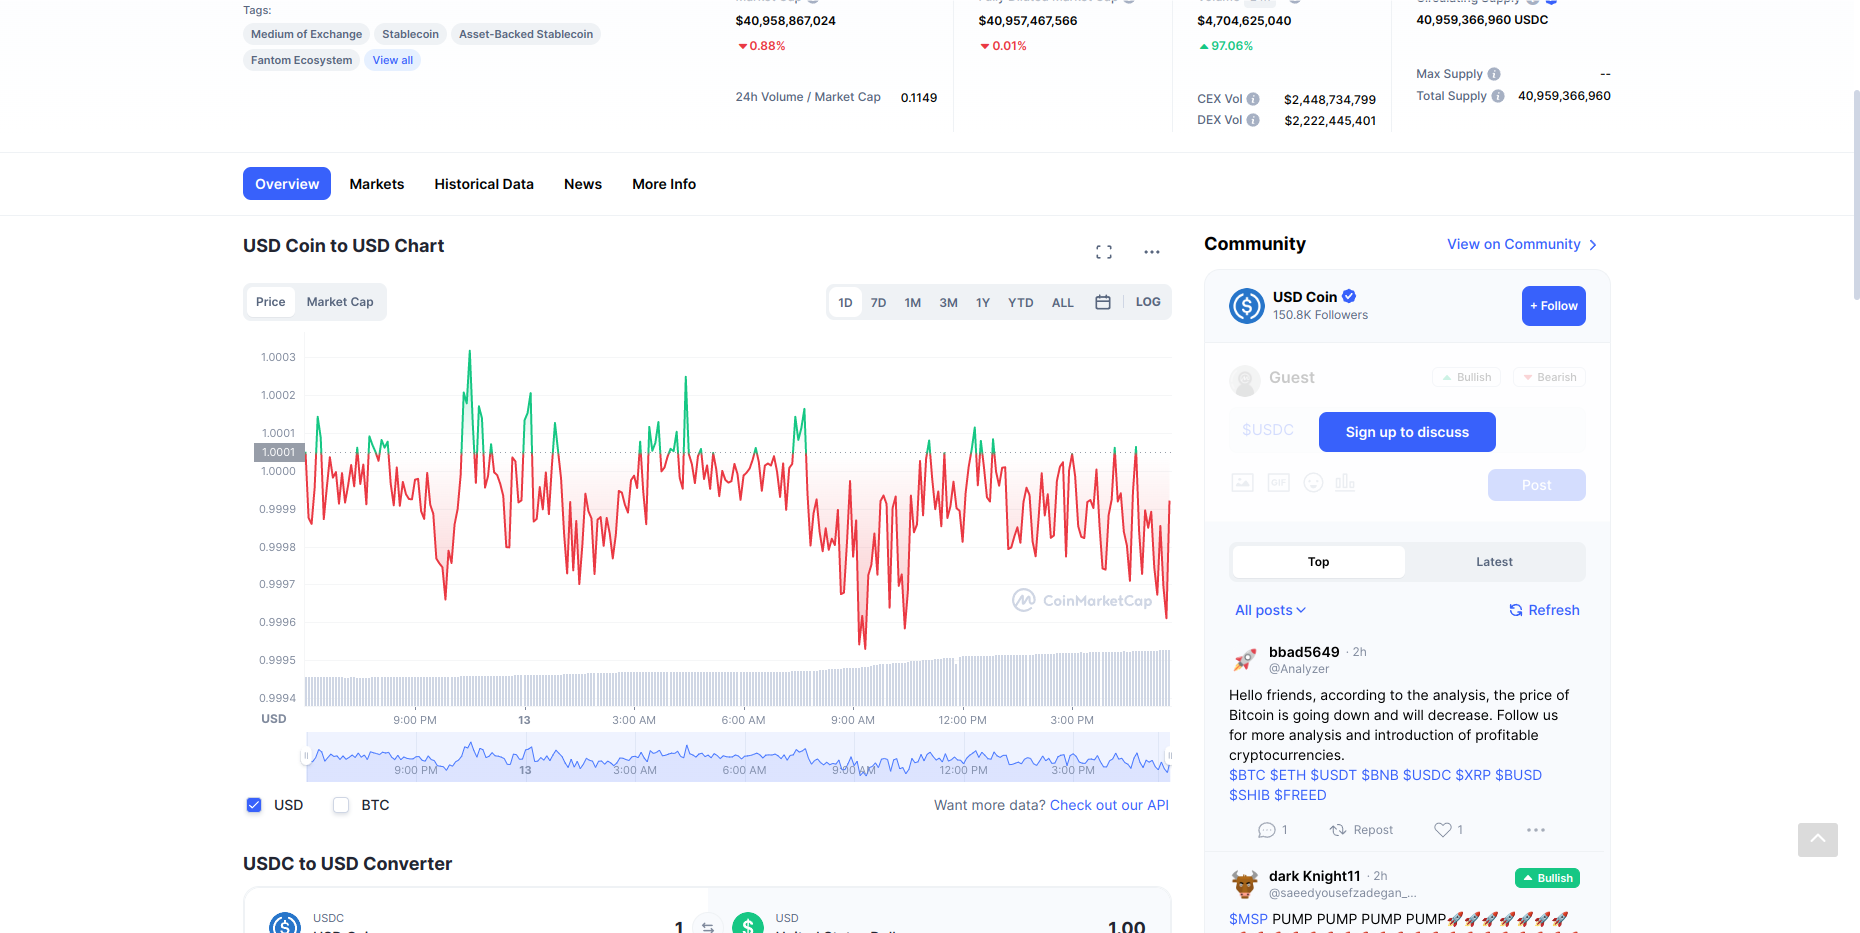 Tags:
Medium of Exchange Stablecoin Asset-Backed Stablecoin
Fantom Ecosystem View all
$40,958,867,024
0.88%
24h Volume / Market Cap 0.1149
$40,957,467,566
0.01%
$4,704,625,040
97.06%
CEX Vol $2,448,734,799
DEX Vol $2,222,445,401
40,959,366,960 USDC
Max Supply --
Total Supply 40,959,366,960
Overview Markets Historical Data News More Info
USD Coin to USD Chart
Price Market Cap
1D 7D 1M 3M 1Y YTD ALL LOG
1.0003
1.0002
1.0001
1.0001
1.0000
0.9999
0.9998
0.9997
0.9996
0.9995
0.9994
CoinMarketCap
USD
9:00 PM 13 3:00 AM 6:00 AM 9:00 AM 12:00 PM 3:00 PM
9:00 PM 13 3:00 AM 6:00 AM 9:00 AM 12:00 PM 3:00 PM
USD BTC
Want more data? Check out our API
USDC to USD Converter
USDC
1
USD
1.00
Community
View on Community
USD Coin
150.8K Followers
+ Follow
Guest
Bullish Bearish
$USDC
Sign up to discuss
GIF
Post
Top Latest
All posts Refresh
bbad5649 · 2h
@Analyzer
Hello friends, according to the analysis, the price of
Bitcoin is going down and will decrease. Follow us
for more analysis and introduction of profitable
cryptocurrencies.
$BTC $ETH $USDT $BNB $USDC $XRP $BUSD
$SHIB $FREED
1 Repost 1
dark Knight11 · 2h
Bullish
@saeedyousefzadegan_...
$MSP PUMP PUMP PUMP PUMP🚀🚀🚀🚀🚀🚀🚀